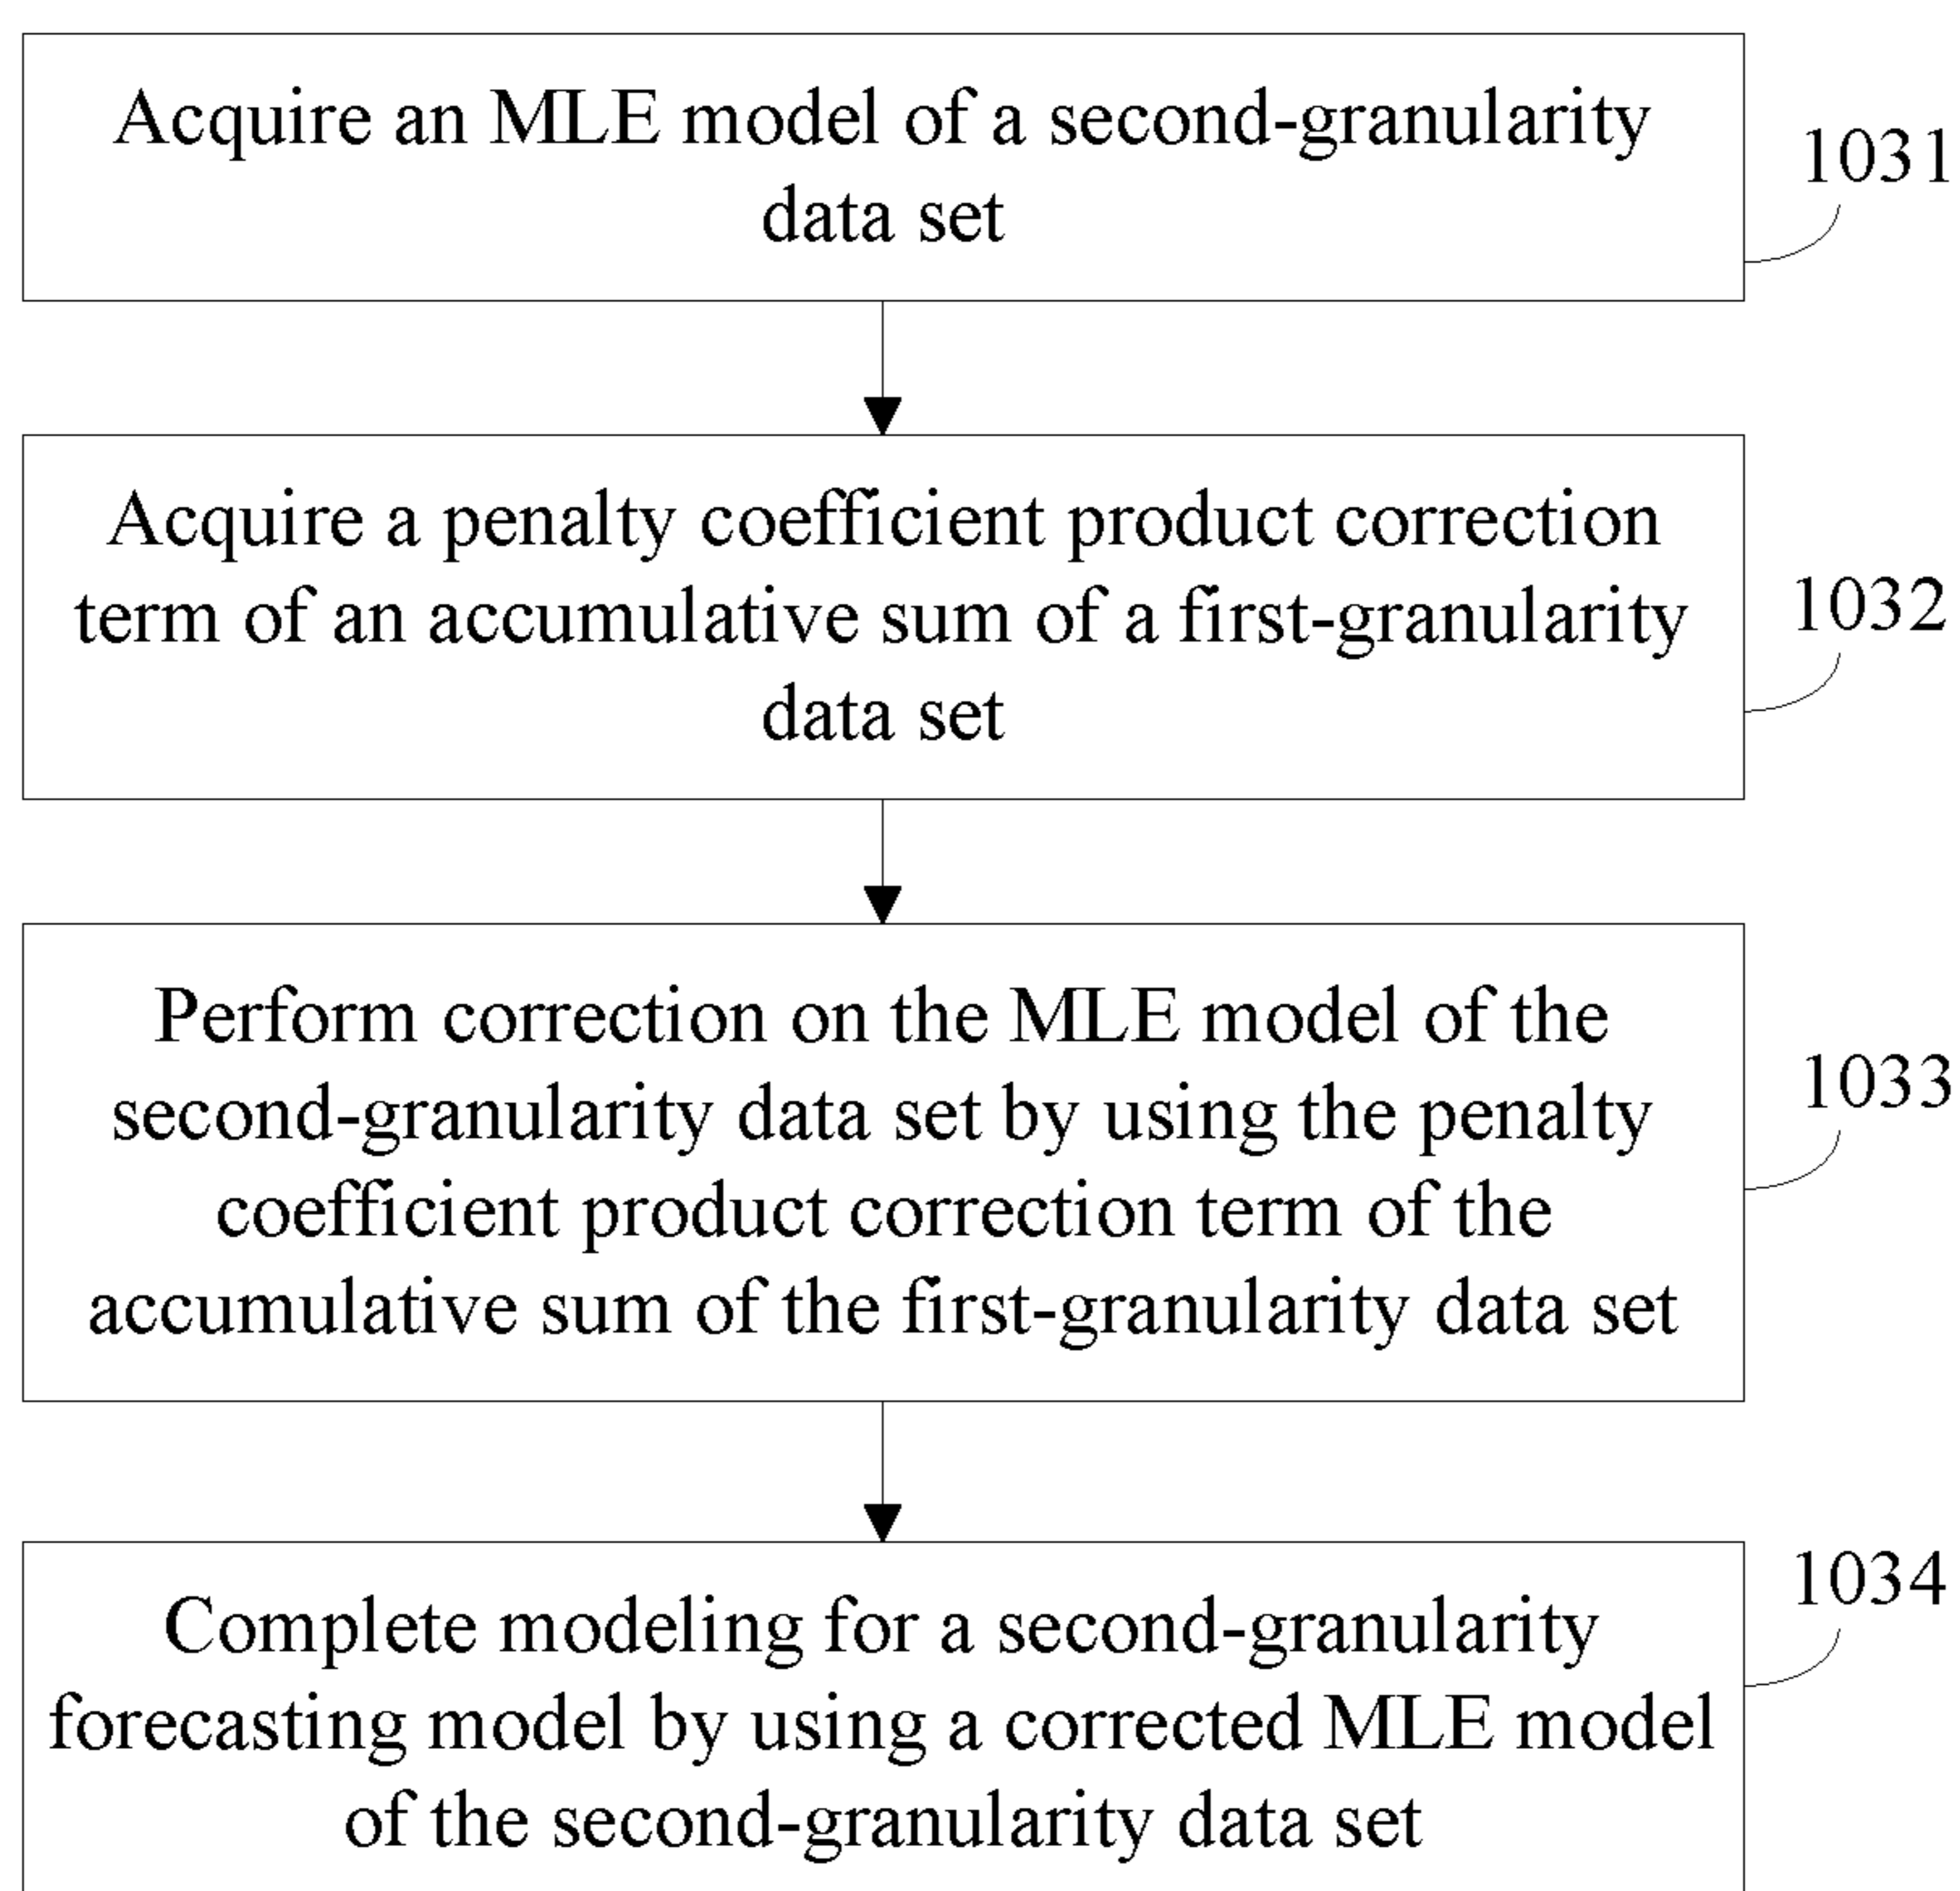 Acquire an MLE model of a second-granularity
data set
1031
Acquire a penalty coefficient product correction
term of an accumulative sum of a first-granularity
data set
1032
Perform correction on the MLE model of the
second-granularity data set by using the penalty
coefficient product correction term of the
accumulative sum of the first-granularity data set
1033
Complete modeling for a second-granularity
forecasting model by using a corrected MLE model
of the second-granularity data set
1034